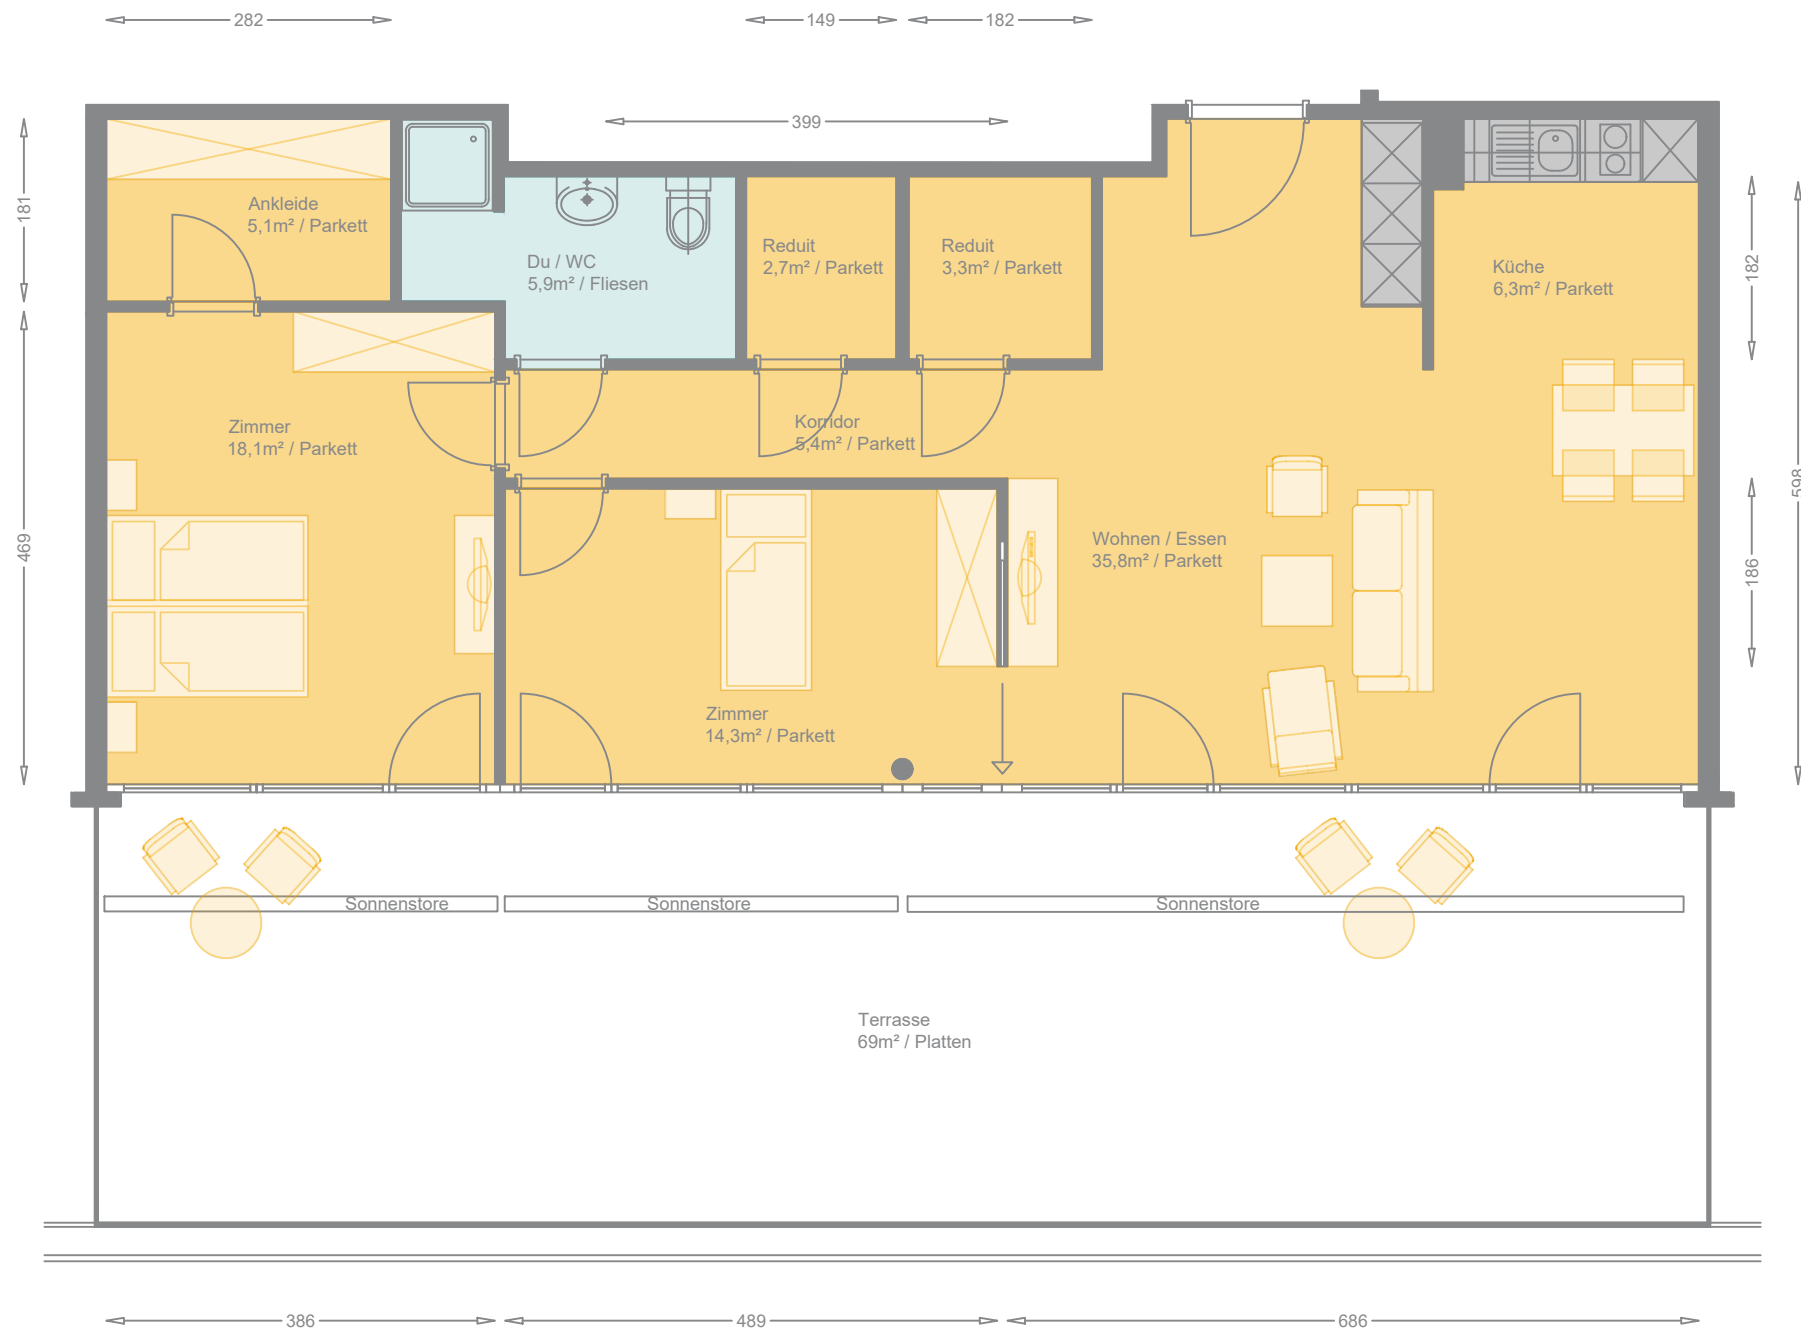 282
149
182
399
181
Ankleide
5,1m² / Parkett
Du / WC
5,9m² / Fliesen
Reduit
2,7m² / Parkett
Reduit
3,3m² / Parkett
Küche
6,3m² / Parkett
182
598
Zimmer
18,1m² / Parkett
Korridor
5,4m² / Parkett
469
Wohnen / Essen
35,8m² / Parkett
186
Zimmer
14,3m² / Parkett
Sonnenstore
Sonnenstore
Sonnenstore
Terrasse
69m² / Platten
386
489
686